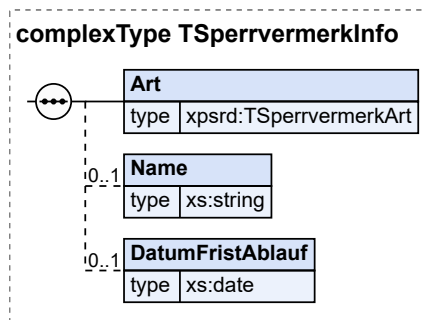 complexType TSperrvermerkInfo
Art
type xpsrd:TSperrvermerkArt
0..1 Name
type xs:string
0..1 DatumFristAblauf
type xs:date